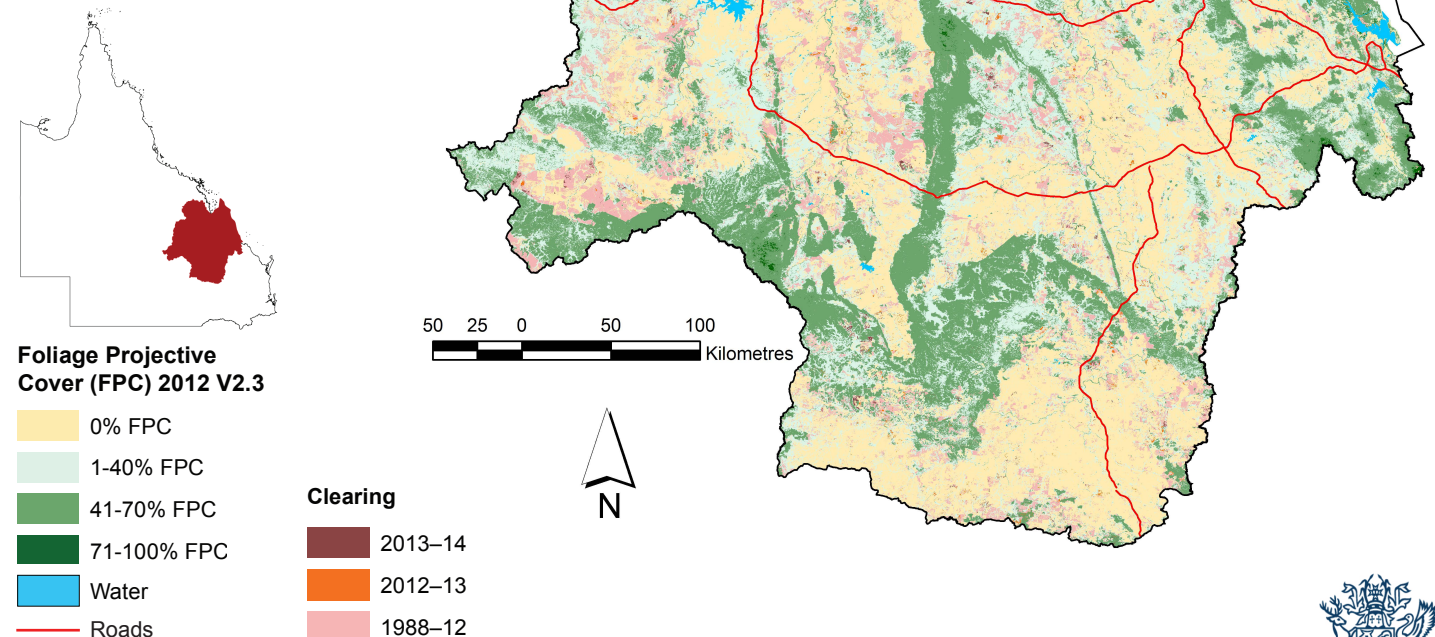 50 25 0 50 100
Kilometres
N
Foliage Projective
Cover (FPC) 2012 V2.3
0% FPC
1-40% FPC
41-70% FPC
71-100% FPC
Water
Roads
Clearing
2013–14
2012–13
1988–12